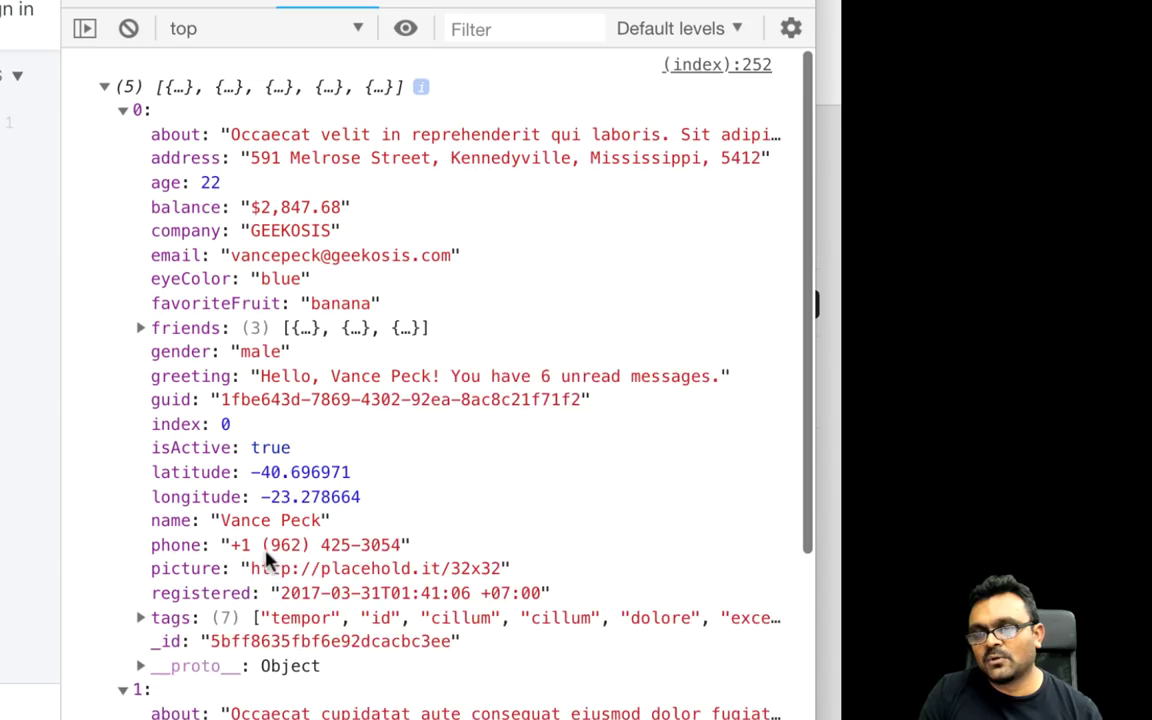 gn in
top ▼ Filter Default levels ▼
s ▼
(index):252
▼ (5) [{…}, {…}, {…}, {…}, {…}] i
▼ 0:
1
about: "Occaecat velit in reprehenderit qui laboris. Sit adipi…
address: "591 Melrose Street, Kennedyville, Mississippi, 5412"
age: 22
balance: "$2,847.68"
company: "GEEKOSIS"
email: "vancepeck@geekosis.com"
eyeColor: "blue"
favoriteFruit: "banana"
▶ friends: (3) [{…}, {…}, {…}]
gender: "male"
greeting: "Hello, Vance Peck! You have 6 unread messages."
guid: "1fbe643d-7869-4302-92ea-8ac8c21f71f2"
index: 0
isActive: true
latitude: -40.696971
longitude: -23.278664
name: "Vance Peck"
phone: "+1 (962) 425-3054"
picture: "http://placehold.it/32x32"
registered: "2017-03-31T01:41:06 +07:00"
▶ tags: (7) ["tempor", "id", "cillum", "cillum", "dolore", "exce…
_id: "5bff8635fbf6e92dcacbc3ee"
▶ __proto__: Object
▼ 1:
about: "Occaecat cupidatat aute consequat eiusmod dolor fugiat…